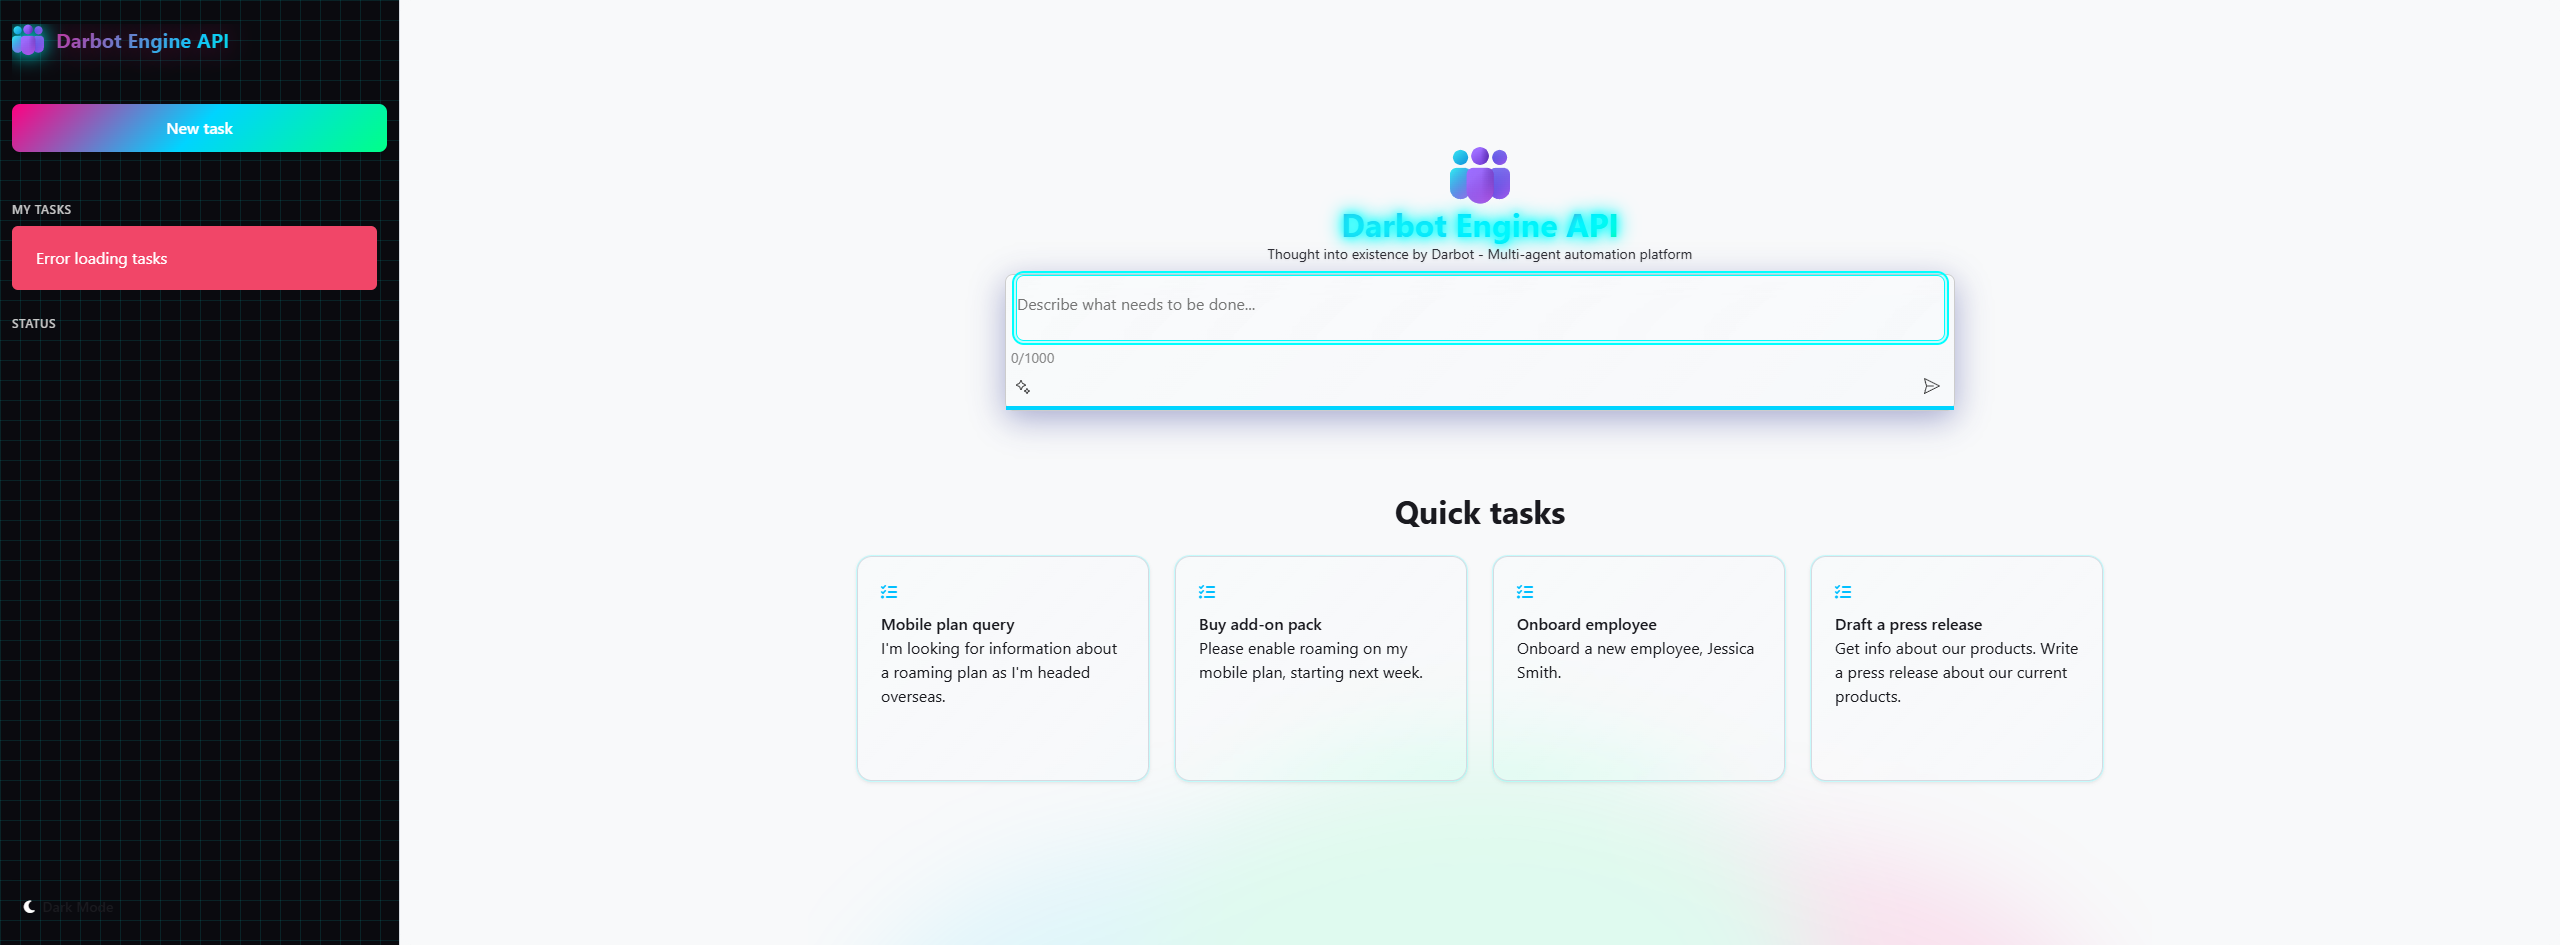 Darbot Engine API
New task
MY TASKS
Error loading tasks
STATUS
Dark Mode
Darbot Engine API
Thought into existence by Darbot - Multi-agent automation platform
Describe what needs to be done...
0/1000
Quick tasks
Mobile plan query
I'm looking for information about
a roaming plan as I'm headed
overseas.
Buy add-on pack
Please enable roaming on my
mobile plan, starting next week.
Onboard employee
Onboard a new employee, Jessica
Smith.
Draft a press release
Get info about our products. Write
a press release about our current
products.